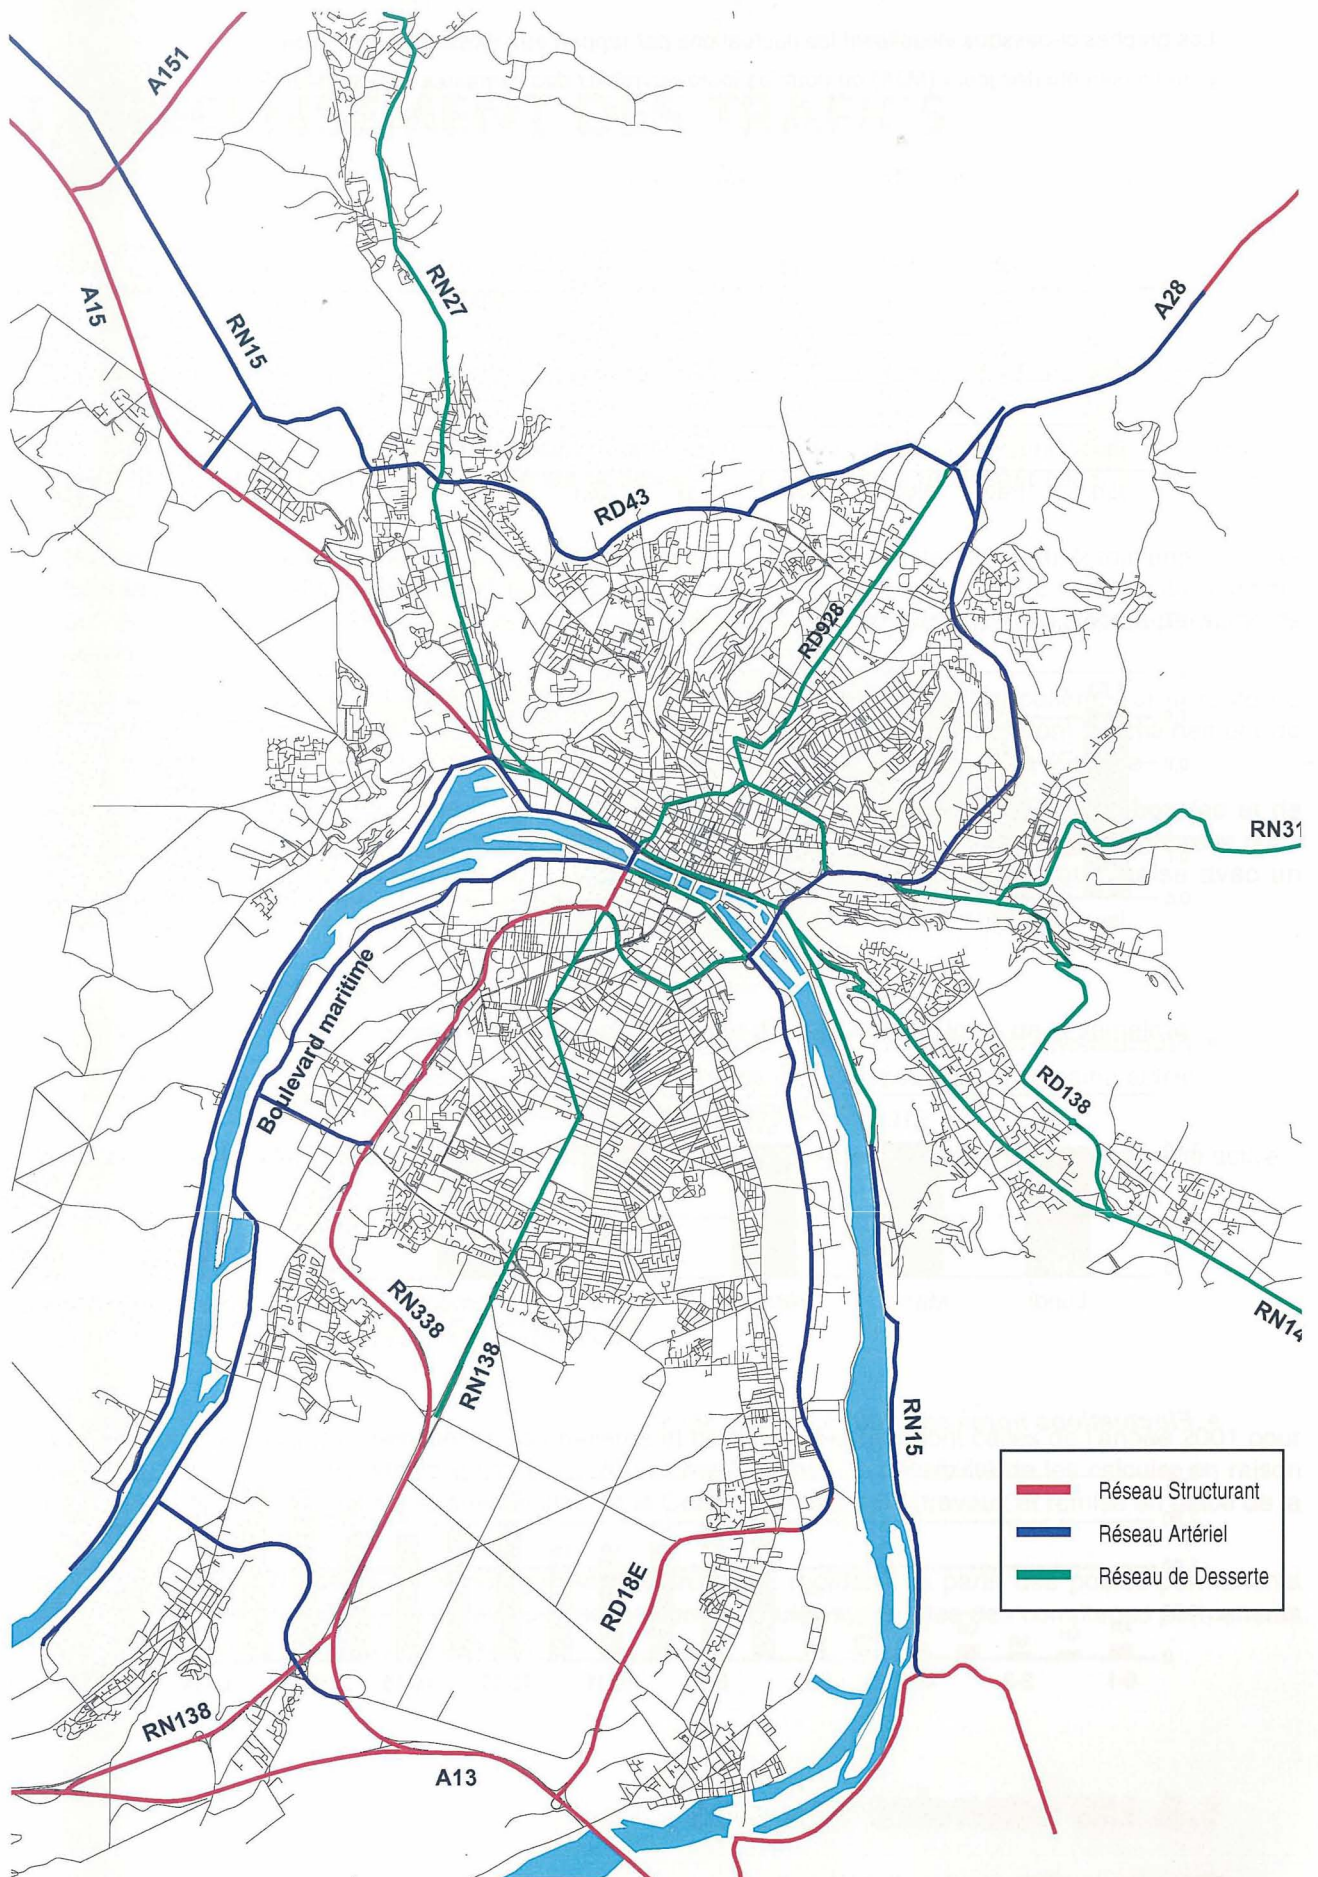 A151
A15
RN15
RN27
A28
RD43
RD928
RN31
Boulevard maritime
RD138
RN338
RN138
RN14
RN15
Réseau Structurant
Réseau Artériel
Réseau de Desserte
RD18E
RN138
A13